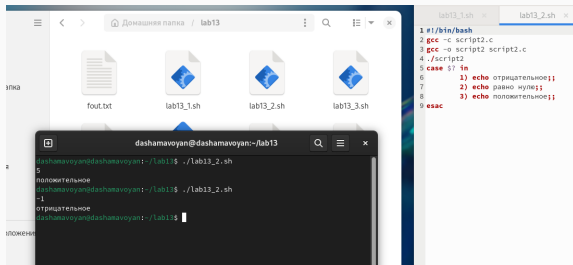 Домашняя папка / lab13
апка
fout.txt
lab13_1.sh
lab13_2.sh
lab13_3.sh
я
ложени
dashamavoyan@dashamavoyan:~/lab13
dashamavoyan@dashamavoyan:~/lab13$ ./lab13_2.sh
5
положительное
dashamavoyan@dashamavoyan:~/lab13$ ./lab13_2.sh
-1
отрицательное
dashamavoyan@dashamavoyan:~/lab13$
lab13_1.sh
lab13_2.sh
1 #!/bin/bash
2 gcc -c script2.c
3 gcc -o script2 script2.c
4 ./script2
5 case $? in
6 1) echo отрицательное;;
7 2) echo равно нулю;;
8 3) echo положительное;;
9 esac